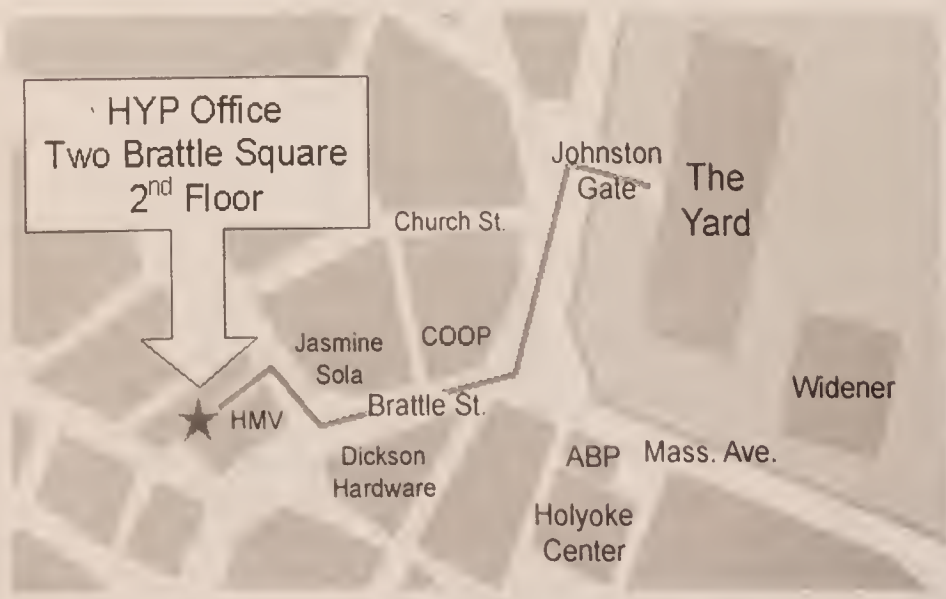 HYP Office
Two Brattle Square
2nd Floor
Johnston
Gate
The
Yard
Church St.
Jasmine
Sola
COOP
Widener
HMV
Brattle St.
Dickson
Hardware
ABP
Mass. Ave.
Holyoke
Center